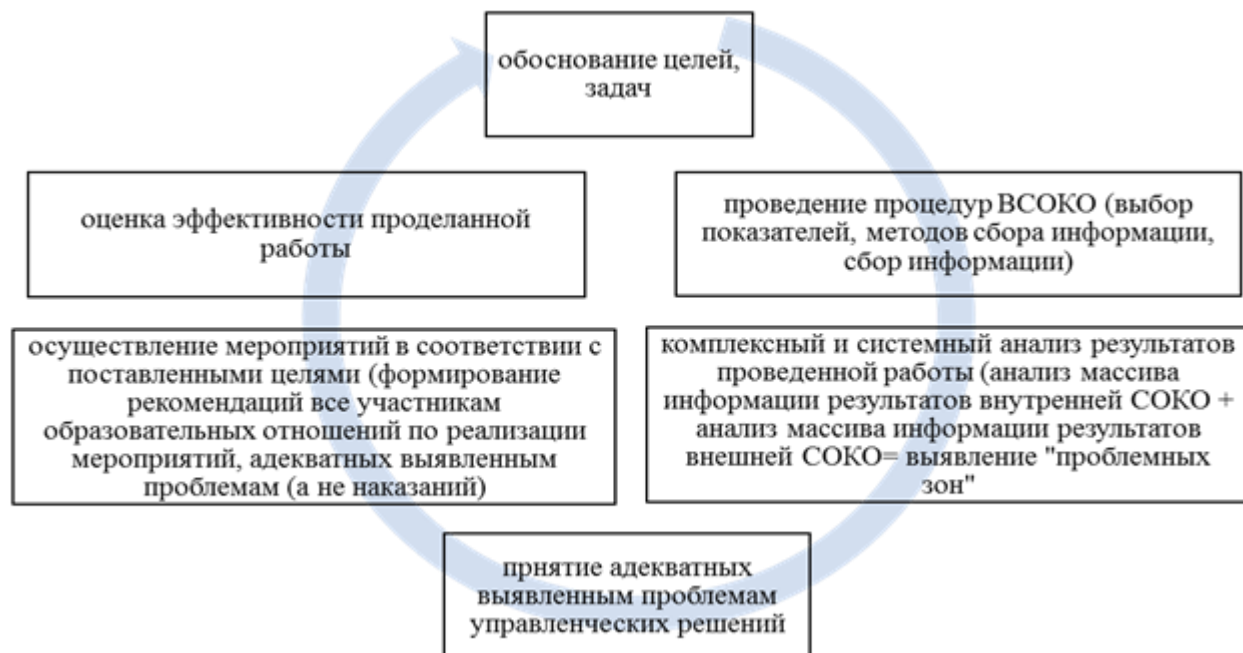 обоснование целей,
задач
проведение процедур ВСОКО (выбор
показателей, методов сбора информации,
сбор информации)
комплексный и системный анализ результатов
проведенной работы (анализ массива
информации результатов внутренней СОКО +
анализ массива информации результатов
внешней СОКО= выявление "проблемных
зон"
прнятие адекватных
выявленным проблемам
управленческих решений
осуществление мероприятий в соответствии с
поставленными целями (формирование
рекомендаций все участникам
образовательных отношений по реализации
мероприятий, адекватных выявленным
проблемам (а не наказаний)
оценка эффективности проделанной
работы